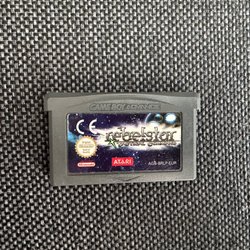 GAME BOY ADVANCE
CE
rebelstar
ATARI
AGB-BRLP-EUR